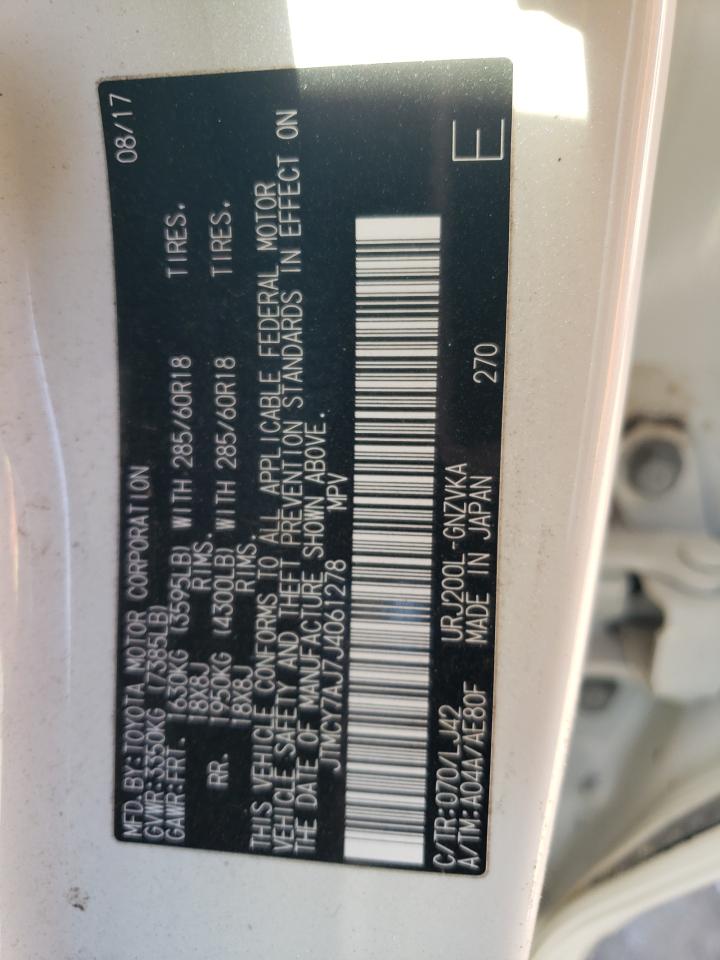 MFD. BY:TOYOTA MOTOR CORPORATION 08/17
GVWR:3350KG (7385LB)
GAWR:FRT. 1630KG (3595LB) WITH 285/60R18 TIRES.
18X8J RIMS.
RR. 1950KG (4300LB) WITH 285/60R18 TIRES.
18X8J RIMS.
THIS VEHICLE CONFORMS TO ALL APPLICABLE FEDERAL MOTOR
VEHICLE SAFETY AND THEFT PREVENTION STANDARDS IN EFFECT ON
THE DATE OF MANUFACTURE SHOWN ABOVE.
JTMCY7AJ7J4061278 MPV
C/TR:070/LJ42 URJ200L-GNZVKA E
A/TM:A04A/AE80F MADE IN JAPAN 270